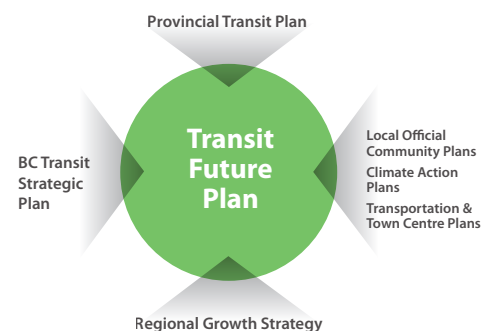 Provincial Transit Plan
Transit
Future
Plan
BC Transit
Strategic
Plan
Local Official
Community Plans
Climate Action
Plans
Transportation &
Town Centre Plans
Regional Growth Strategy